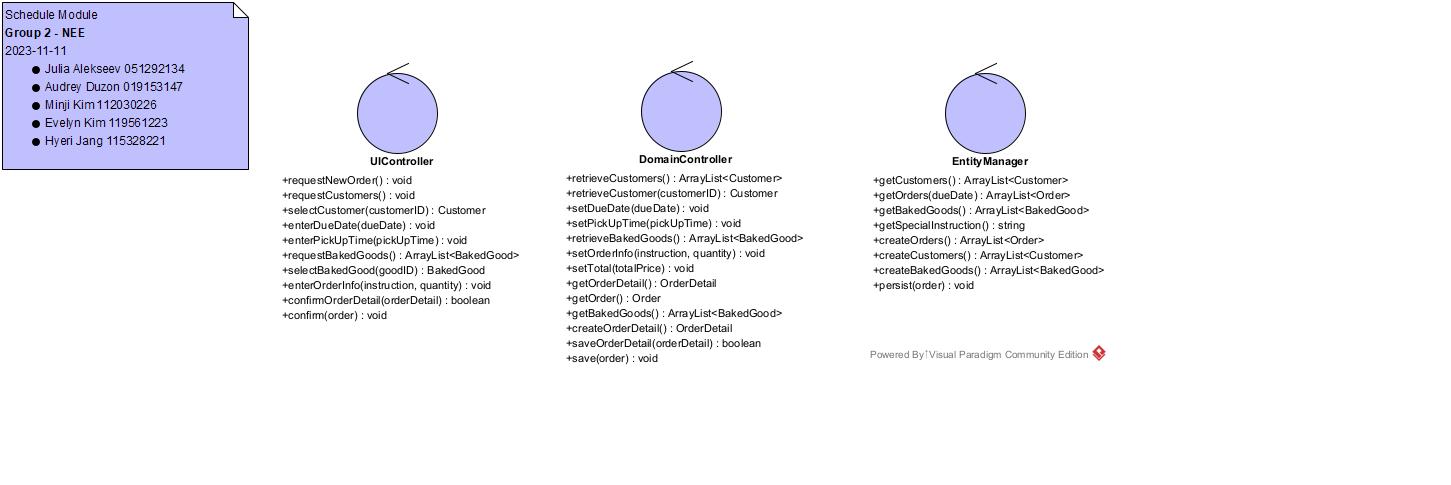 Schedule Module
Group 2 - NEE
2023-11-11
● Julia Alekseev 051292134
● Audrey Duzon 019153147
● Minji Kim 112030226
● Evelyn Kim 119561223
● Hyeri Jang 115328221
UIController
+requestNewOrder() : void
+requestCustomers() : void
+selectCustomer(customerID) : Customer
+enterDueDate(dueDate) : void
+enterPickUpTime(pickUpTime) : void
+requestBakedGoods() : ArrayList<BakedGood>
+selectBakedGood(goodID) : BakedGood
+enterOrderInfo(instruction, quantity) : void
+confirmOrderDetail(orderDetail) : boolean
+confirm(order) : void
DomainController
+retrieveCustomers() : ArrayList<Customer>
+retrieveCustomer(customerID) : Customer
+setDueDate(dueDate) : void
+setPickUpTime(pickUpTime) : void
+retrieveBakedGoods() : ArrayList<BakedGood>
+setOrderInfo(instruction, quantity) : void
+setTotal(totalPrice) : void
+getOrderDetail() : OrderDetail
+getOrder() : Order
+getBakedGoods() : ArrayList<BakedGood>
+createOrderDetail() : OrderDetail
+saveOrderDetail(orderDetail) : boolean
+save(order) : void
EntityManager
+getCustomers() : ArrayList<Customer>
+getOrders(dueDate) : ArrayList<Order>
+getBakedGoods() : ArrayList<BakedGood>
+getSpecialInstruction() : string
+createOrders() : ArrayList<Order>
+createCustomers() : ArrayList<Customer>
+createBakedGoods() : ArrayList<BakedGood>
+persist(order) : void
Powered By Visual Paradigm Community Edition